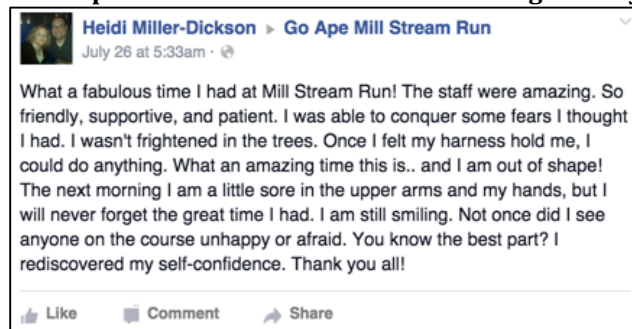 Heidi Miller-Dickson ▸ Go Ape Mill Stream Run
July 26 at 5:33am ·
What a fabulous time I had at Mill Stream Run! The staff were amazing. So
friendly, supportive, and patient. I was able to conquer some fears I thought
I had. I wasn't frightened in the trees. Once I felt my harness hold me, I
could do anything. What an amazing time this is.. and I am out of shape!
The next morning I am a little sore in the upper arms and my hands, but I
will never forget the great time I had. I am still smiling. Not once did I see
anyone on the course unhappy or afraid. You know the best part? I
rediscovered my self-confidence. Thank you all!
Like Comment Share